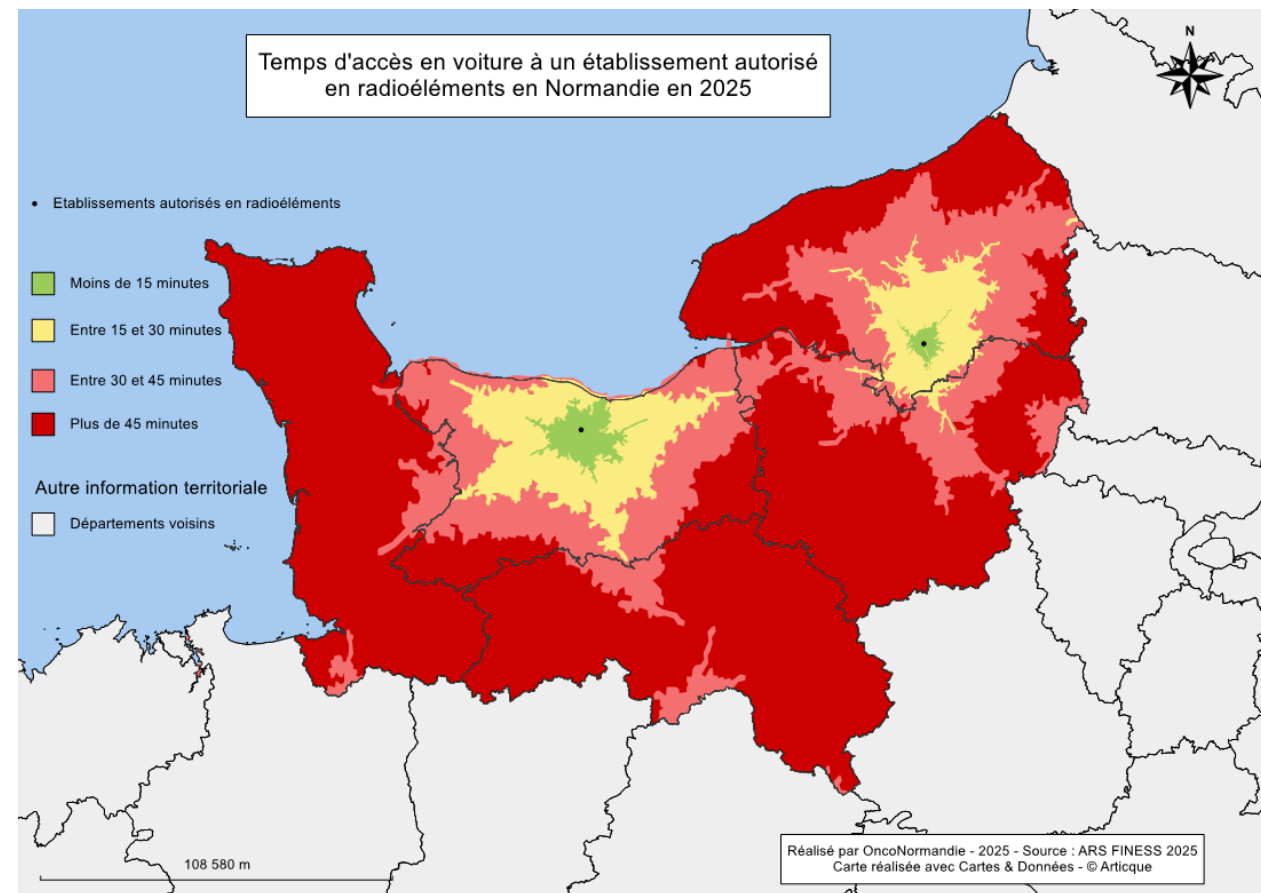 Temps d'accès en voiture à un établissement autorisé
en radioéléments en Normandie en 2025
N
Etablissements autorisés en radioéléments
Moins de 15 minutes
Entre 15 et 30 minutes
Entre 30 et 45 minutes
Plus de 45 minutes
Autre information territoriale
Départements voisins
108 580 m
Réalisé par OncoNormandie - 2025 - Source : ARS FINESS 2025
Carte réalisée avec Cartes & Données - © Articque